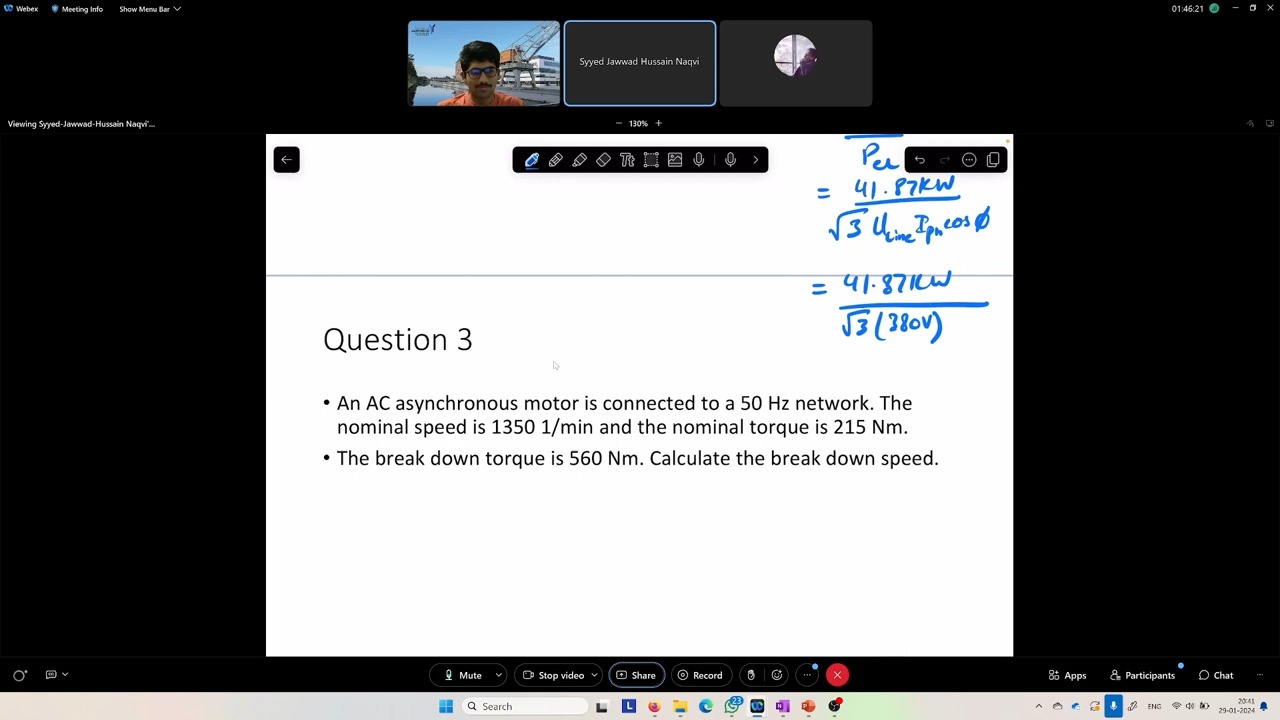 Webex
Meeting Info
Show Menu Bar
01:46:21
Syyed Jawwad Hussain Naqvi
Viewing Syyed-Jawwad-Hussain Naqvi'...
130%
Tt
= 41.87KW
√3 U line I ph cos φ
= 41.87KW
√3 (380V)
Question 3
• An AC asynchronous motor is connected to a 50 Hz network. The
nominal speed is 1350 1/min and the nominal torque is 215 Nm.
• The break down torque is 560 Nm. Calculate the break down speed.
Mute
Stop video
Share
Record
Apps
Participants
Chat
Search
23
ENG
20:41
29-01-2024